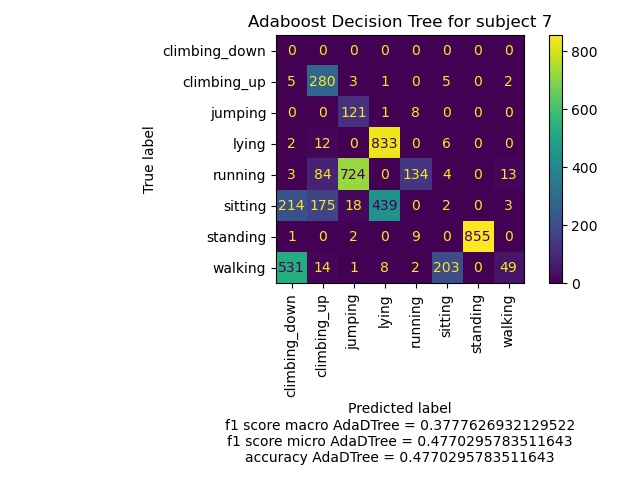 Adaboost Decision Tree for subject 7
climbing_down 0 0 0 0 0 0 0 0
climbing_up 5 280 3 1 0 5 0 2
jumping 0 0 121 1 8 0 0 0
lying 2 12 0 833 0 6 0 0
running 3 84 724 0 134 4 0 13
sitting 214 175 18 439 0 2 0 3
standing 1 0 2 0 9 0 855 0
walking 531 14 1 8 2 203 0 49
True label
climbing_down
climbing_up
jumping
lying
running
sitting
standing
walking
800
600
400
200
0
Predicted label
f1 score macro AdaDTree = 0.3777626932129522
f1 score micro AdaDTree = 0.4770295783511643
accuracy AdaDTree = 0.4770295783511643